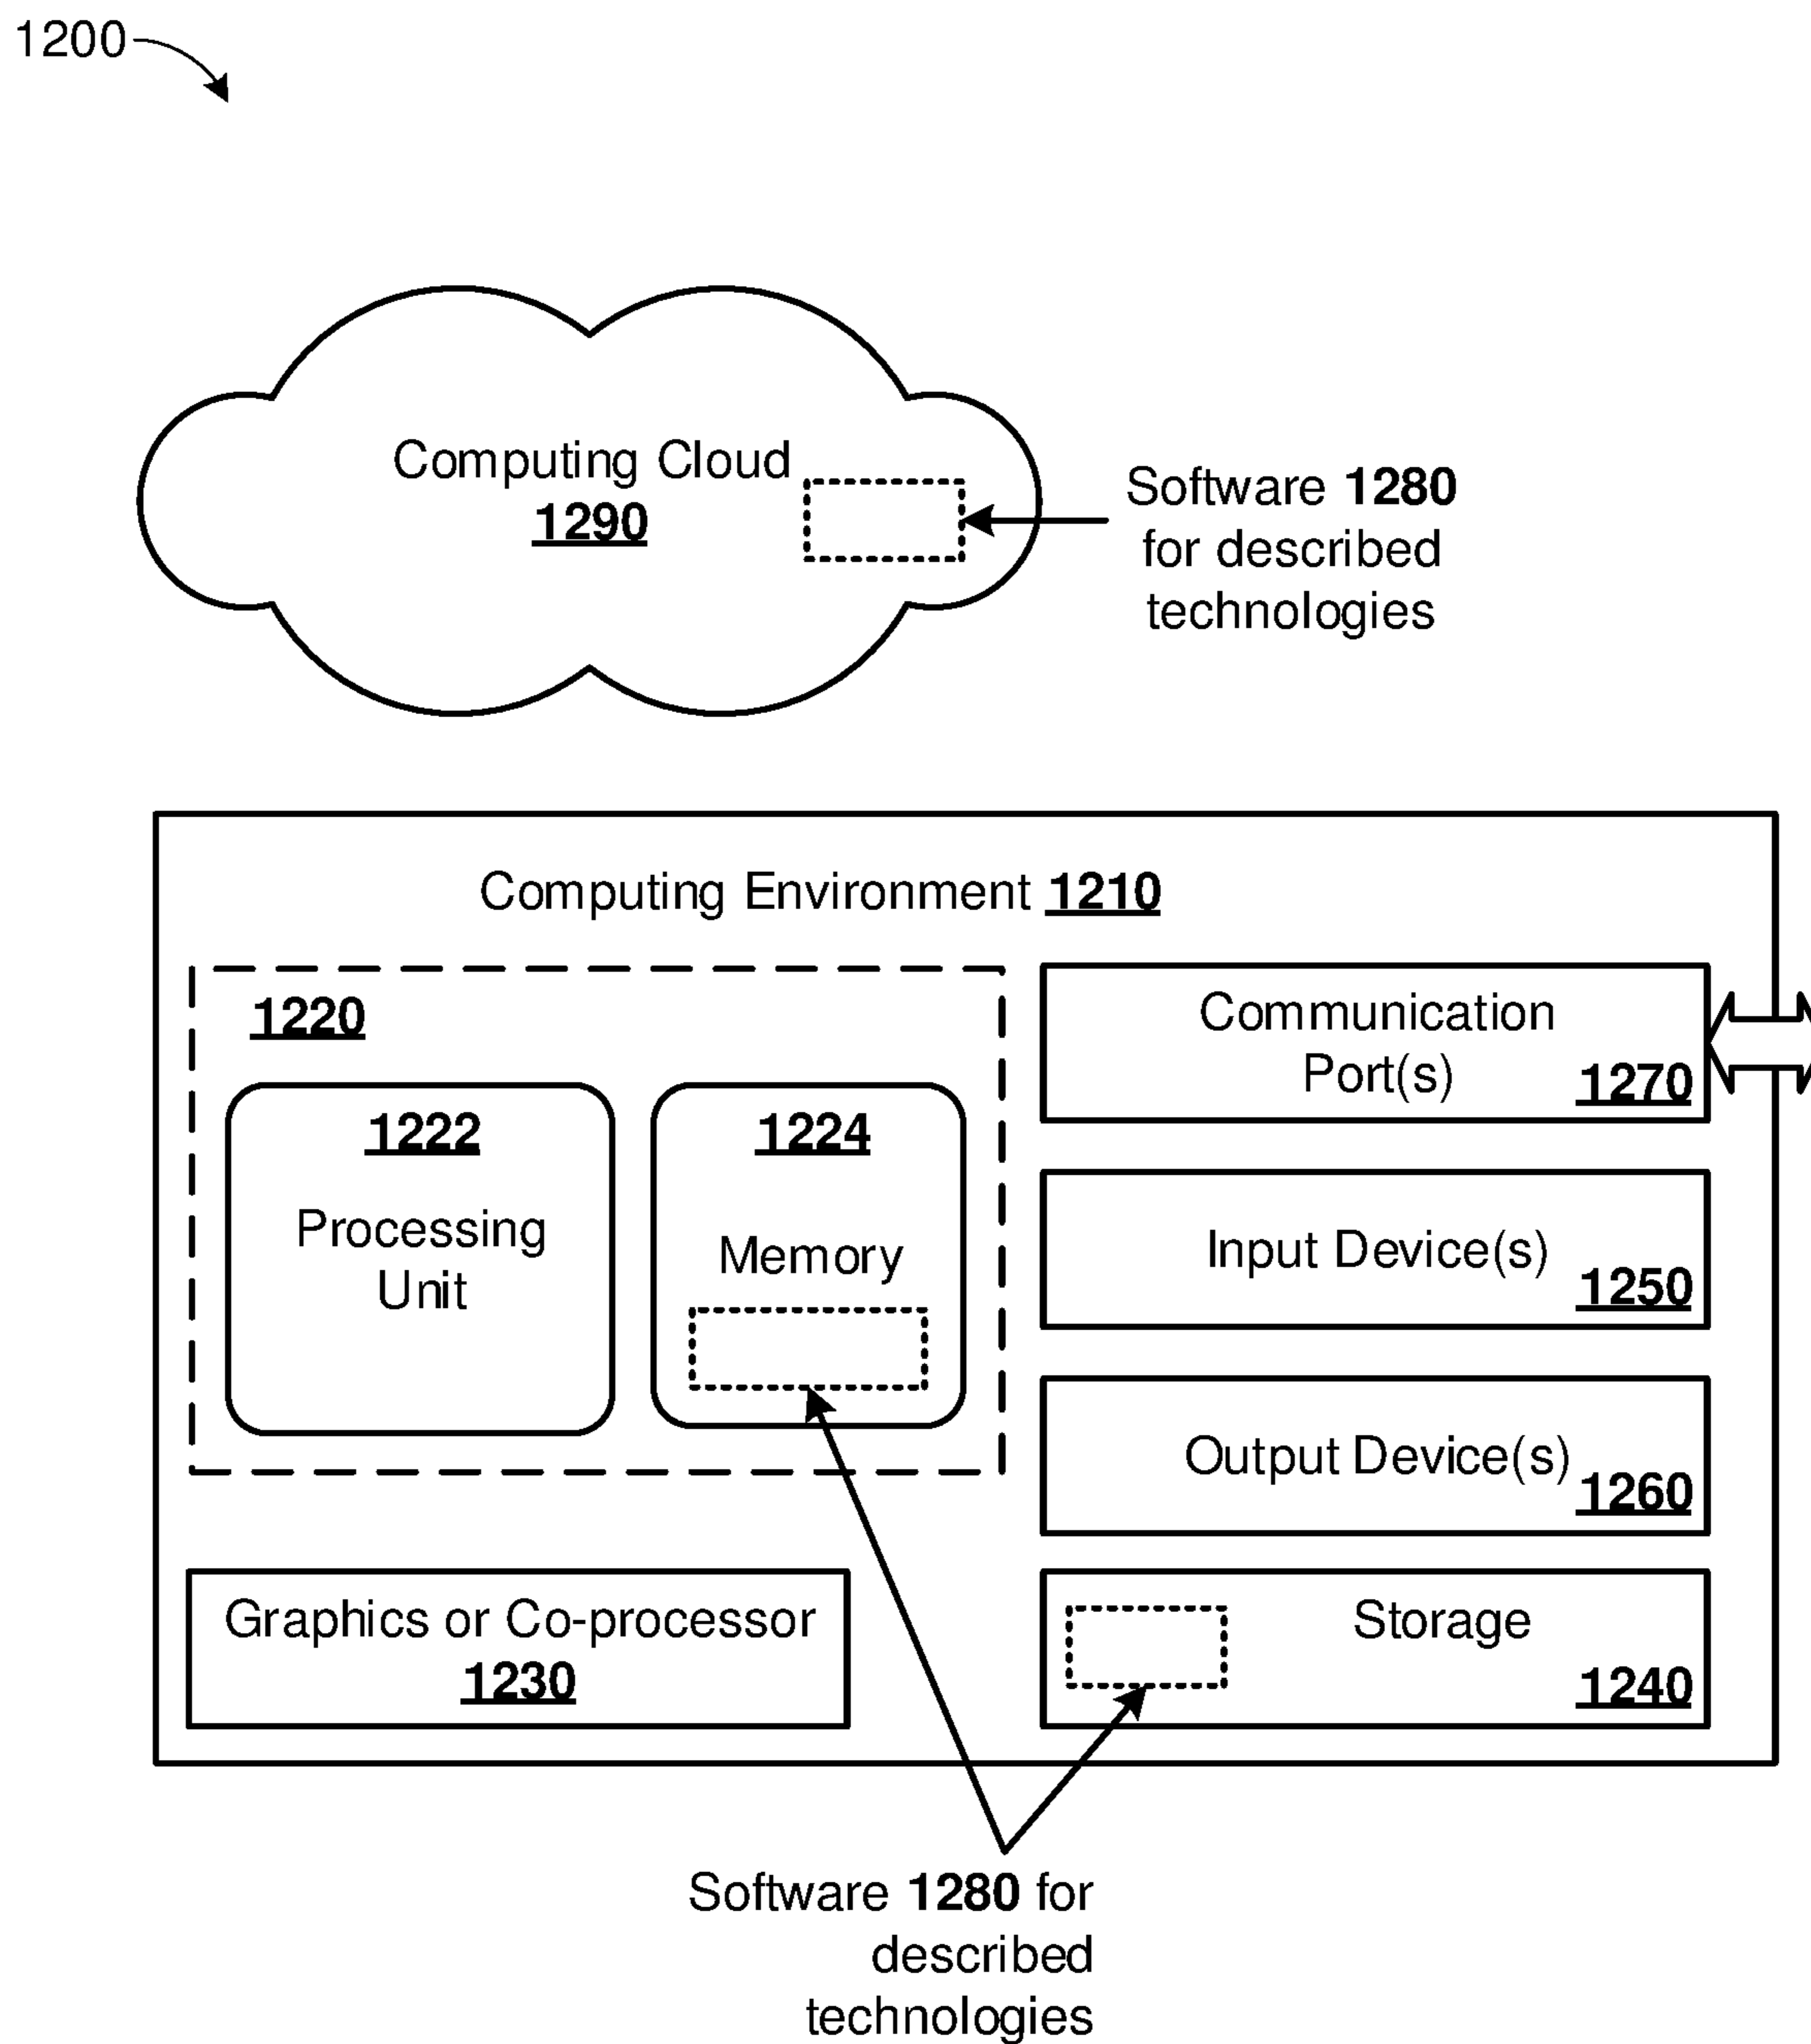 1200
Computing Cloud
1290
Software 1280
for described
technologies
Computing Environment 1210
1220
1222
Processing
Unit
1224
Memory
Communication
Port(s)
1270
Input Device(s)
1250
Output Device(s)
1260
Graphics or Co-processor
1230
Storage
1240
Software 1280 for
described
technologies